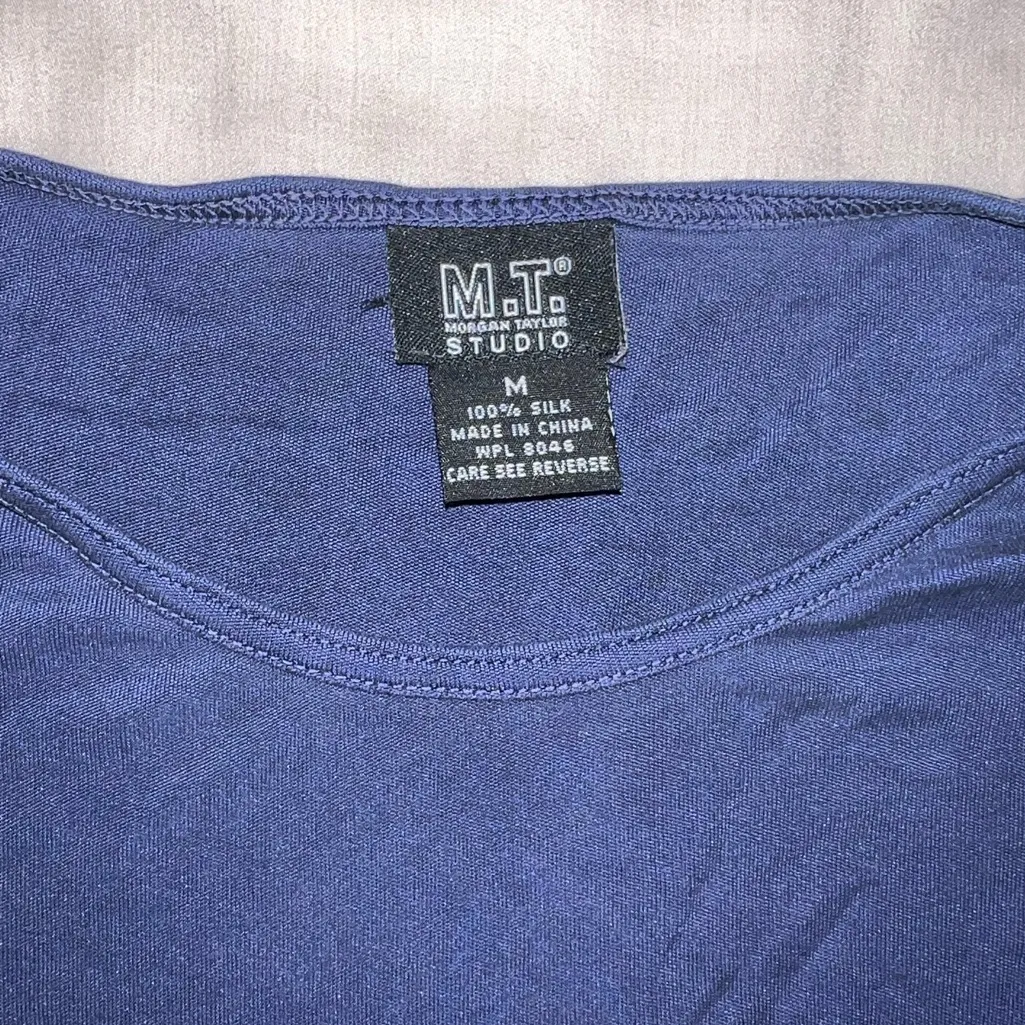 M.T.®
MORGAN TAYLOR
STUDIO
M
100% SILK
MADE IN CHINA
WPL 8046
CARE SEE REVERSE